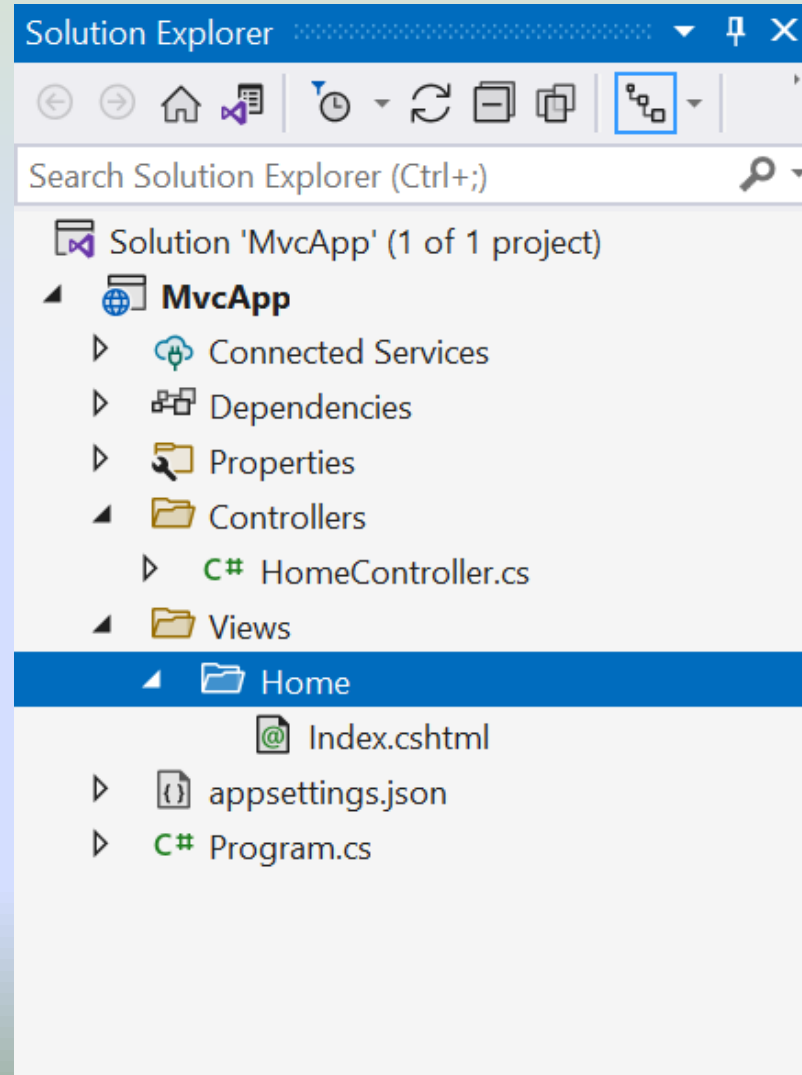 Solution Explorer
Search Solution Explorer (Ctrl+;)
Solution 'MvcApp' (1 of 1 project)
MvcApp
Connected Services
Dependencies
Properties
Controllers
C# HomeController.cs
Views
Home
Index.cshtml
appsettings.json
C# Program.cs